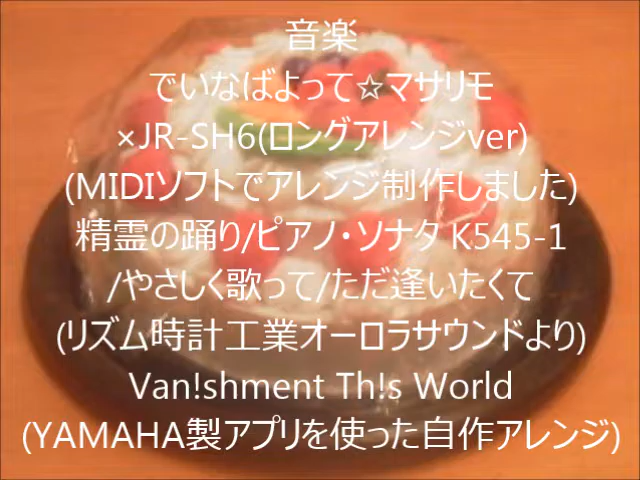 音楽
でいなばよって☆マサリモ
×JR-SH6(ロングアレンジver)
(MIDIソフトでアレンジ制作しました)
精霊の踊り/ピアノ・ソナタ K545-1
/やさしく歌って/ただ逢いたくて
(リズム時計工業オーロラサウンドより)
Van!shment Th!s World
(YAMAHA製アプリを使った自作アレンジ)